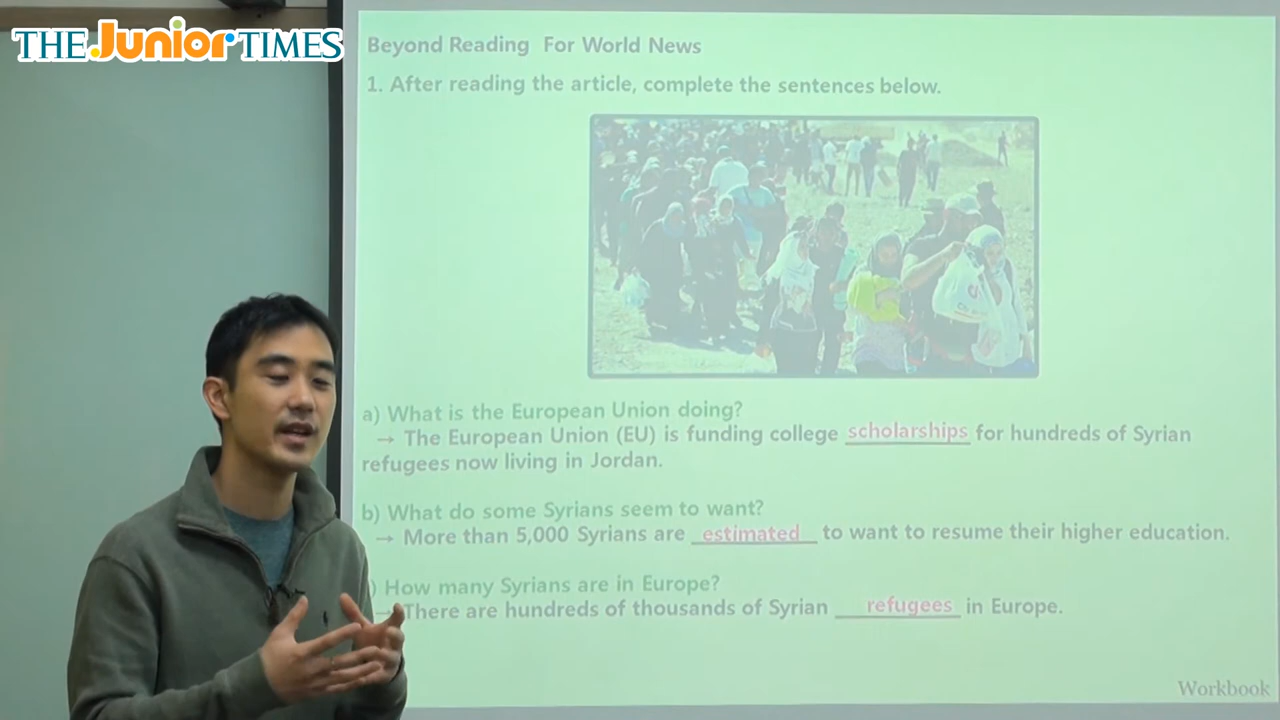 THE Junior TIMES
Beyond Reading For World News
1. After reading the article, complete the sentences below.
a) What is the European Union doing?
→ The European Union (EU) is funding college scholarships for hundreds of Syrian
refugees now living in Jordan.
b) What do some Syrians seem to want?
→ More than 5,000 Syrians are estimated to want to resume their higher education.
) How many Syrians are in Europe?
There are hundreds of thousands of Syrian refugees in Europe.
Workbook